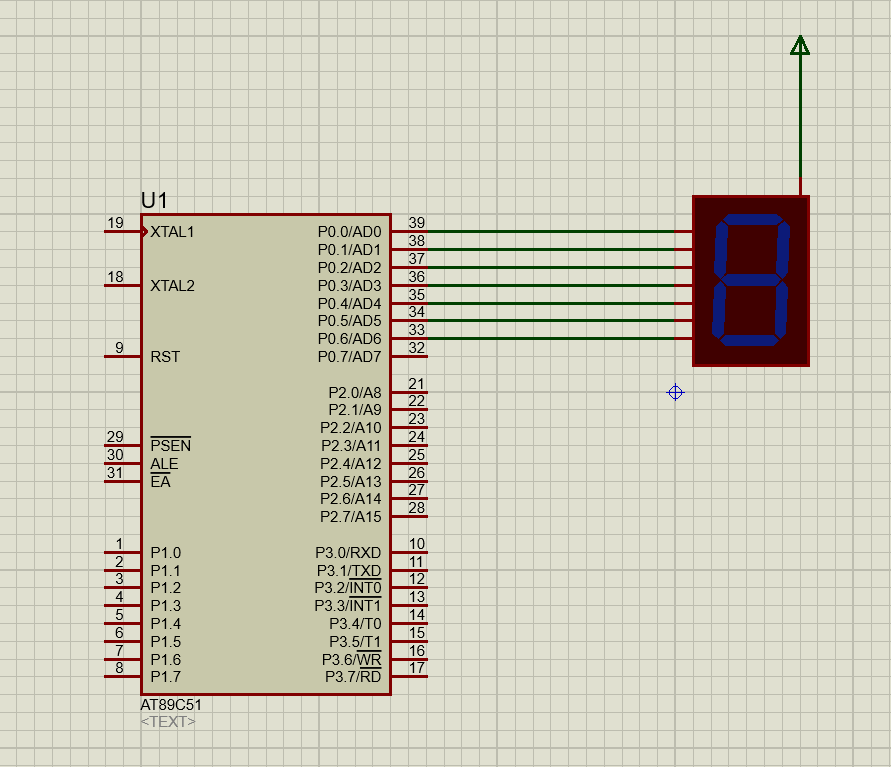 U1
19 XTAL1 P0.0/AD0 39
P0.1/AD1 38
P0.2/AD2 37
18 XTAL2 P0.3/AD3 36
P0.4/AD4 35
P0.5/AD5 34
P0.6/AD6 33
9 RST P0.7/AD7 32
P2.0/A8 21
P2.1/A9 22
P2.2/A10 23
29 PSEN P2.3/A11 24
30 ALE P2.4/A12 25
31 EA P2.5/A13 26
P2.6/A14 27
P2.7/A15 28
1 P1.0 P3.0/RXD 10
2 P1.1 P3.1/TXD 11
3 P1.2 P3.2/INT0 12
4 P1.3 P3.3/INT1 13
5 P1.4 P3.4/T0 14
6 P1.5 P3.5/T1 15
7 P1.6 P3.6/WR 16
8 P1.7 P3.7/RD 17
AT89C51
<TEXT>